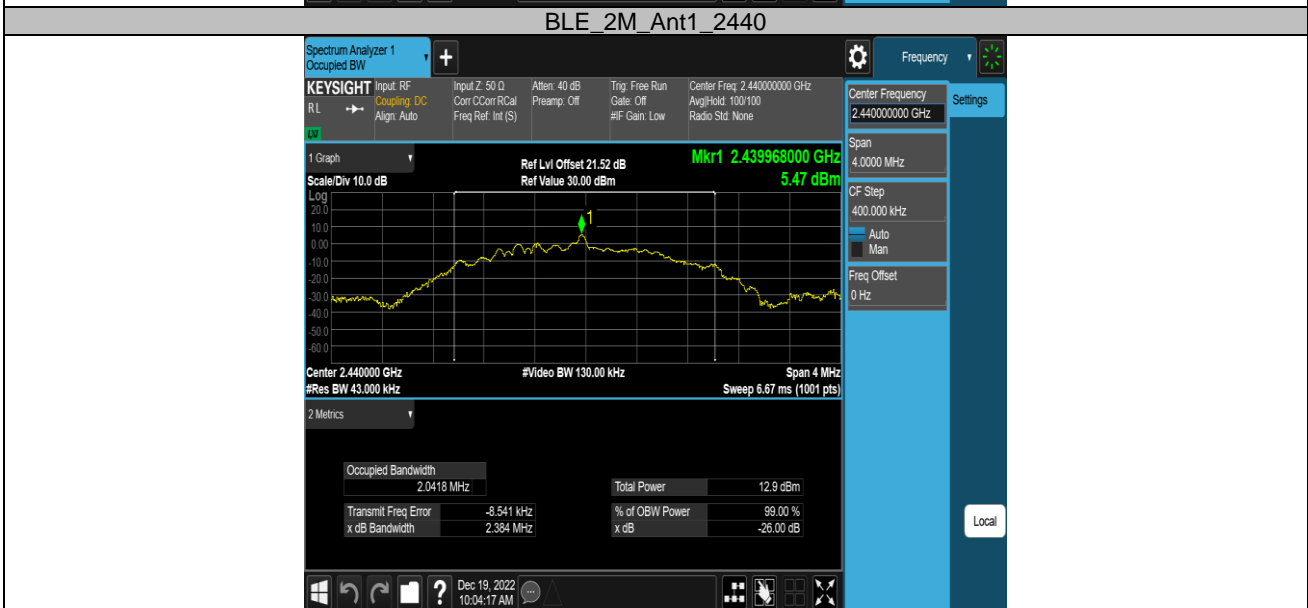 BLE_2M_Ant1_2440
Spectrum Analyzer 1
Occupied BW
+
Frequency
KEYSIGHT
Input: RF
Coupling: DC
Align: Auto
R L
LXI
Input Z: 50 Ω
Corr CCorr RCal
Freq Ref: Int (S)
Atten: 40 dB
Preamp: Off
Trig: Free Run
Gate: Off
#IF Gain: Low
Center Freq: 2.440000000 GHz
Avg|Hold: 100/100
Radio Std: None
Center Frequency
2.440000000 GHz
Settings
Span
4.0000 MHz
CF Step
400.000 kHz
Auto
Man
Freq Offset
0 Hz
1 Graph
Scale/Div 10.0 dB
Ref Lvl Offset 21.52 dB
Ref Value 30.00 dBm
Mkr1 2.439968000 GHz
5.47 dBm
Log
20.0
10.0
0.00
-10.0
-20.0
-30.0
-40.0
-50.0
-60.0
1
Center 2.440000 GHz
#Video BW 130.00 kHz
Span 4 MHz
#Res BW 43.000 kHz
Sweep 6.67 ms (1001 pts)
2 Metrics
Occupied Bandwidth
2.0418 MHz
Total Power 12.9 dBm
Transmit Freq Error -8.541 kHz
% of OBW Power 99.00 %
x dB Bandwidth 2.384 MHz
x dB -26.00 dB
Local
?
Dec 19, 2022
10:04:17 AM